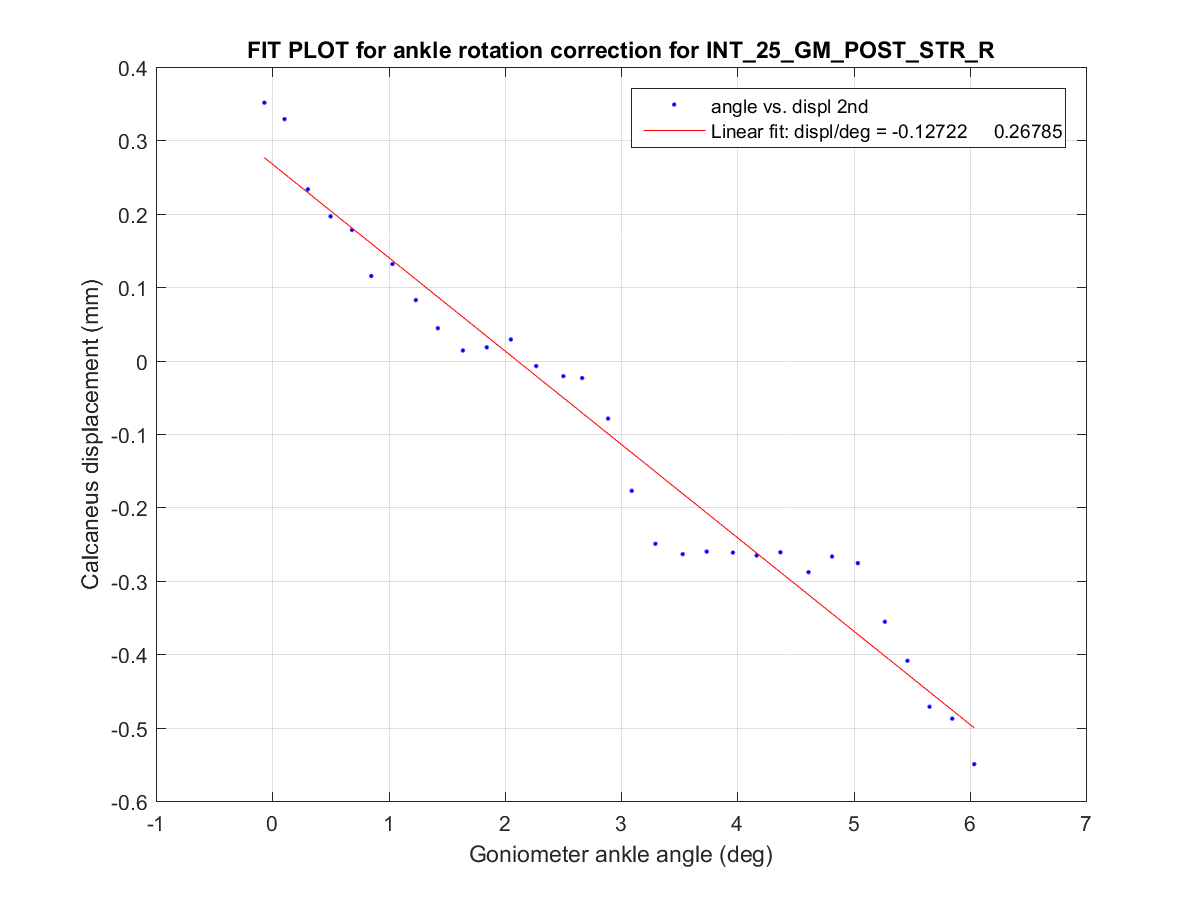 FIT PLOT for ankle rotation correction for INT_25_GM_POST_STR_R
angle vs. displ 2nd
Linear fit: displ/deg = -0.12722 0.26785
0.4
0.3
0.2
0.1
0
-0.1
-0.2
-0.3
-0.4
-0.5
-0.6
Calcaneus displacement (mm)
-1 0 1 2 3 4 5 6 7
Goniometer ankle angle (deg)